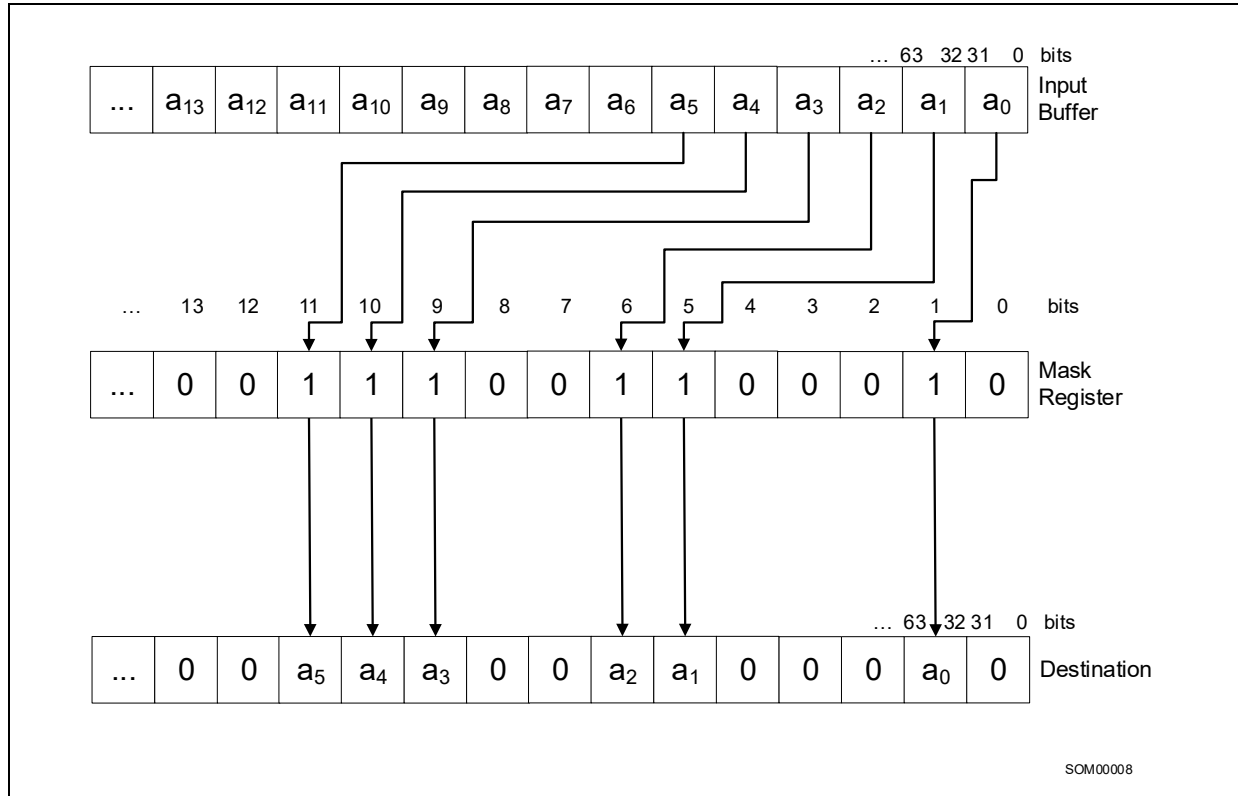 ... 63 32 31 0 bits
... a13 a12 a11 a10 a9 a8 a7 a6 a5 a4 a3 a2 a1 a0 Input Buffer
... 13 12 11 10 9 8 7 6 5 4 3 2 1 0 bits
... 0 0 1 1 1 0 0 1 1 0 0 0 1 0 Mask Register
... 63 32 31 0 bits
... 0 0 a5 a4 a3 0 0 a2 a1 0 0 0 a0 0 Destination
SOM00008